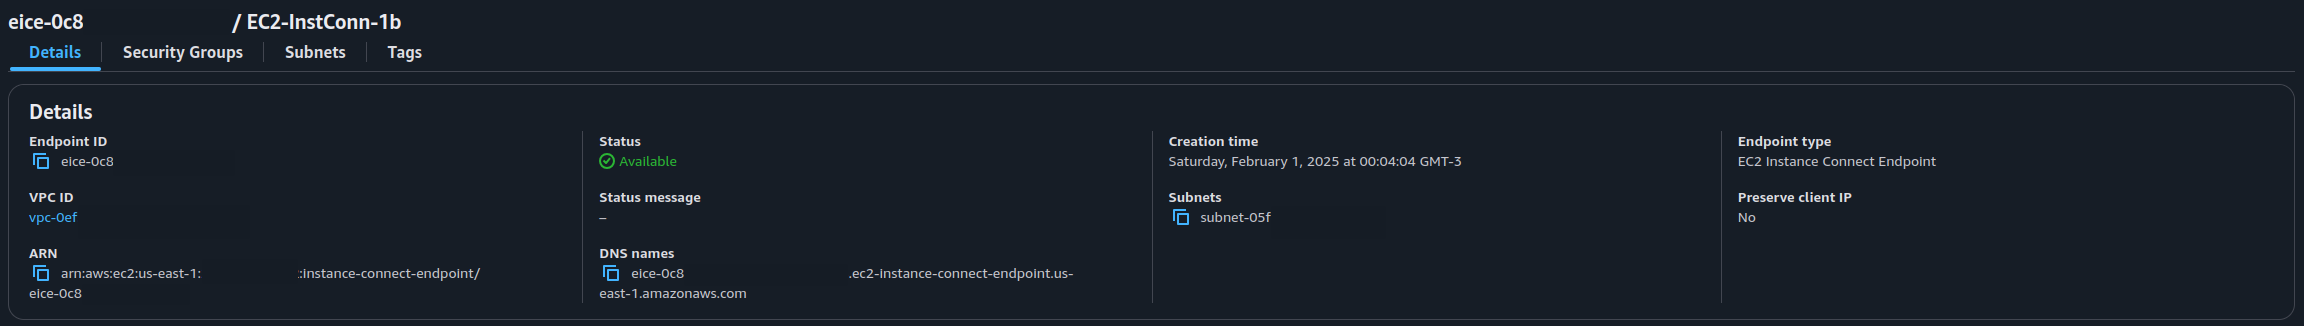 eice-0c8 / EC2-InstConn-1b
Details Security Groups Subnets Tags
Details
Endpoint ID
eice-0c8
Status
Available
Creation time
Saturday, February 1, 2025 at 00:04:04 GMT-3
Endpoint type
EC2 Instance Connect Endpoint
VPC ID
vpc-0ef
Status message
–
Subnets
subnet-05f
Preserve client IP
No
ARN
arn:aws:ec2:us-east-1: :instance-connect-endpoint/
eice-0c8
DNS names
eice-0c8 .ec2-instance-connect-endpoint.us-
east-1.amazonaws.com